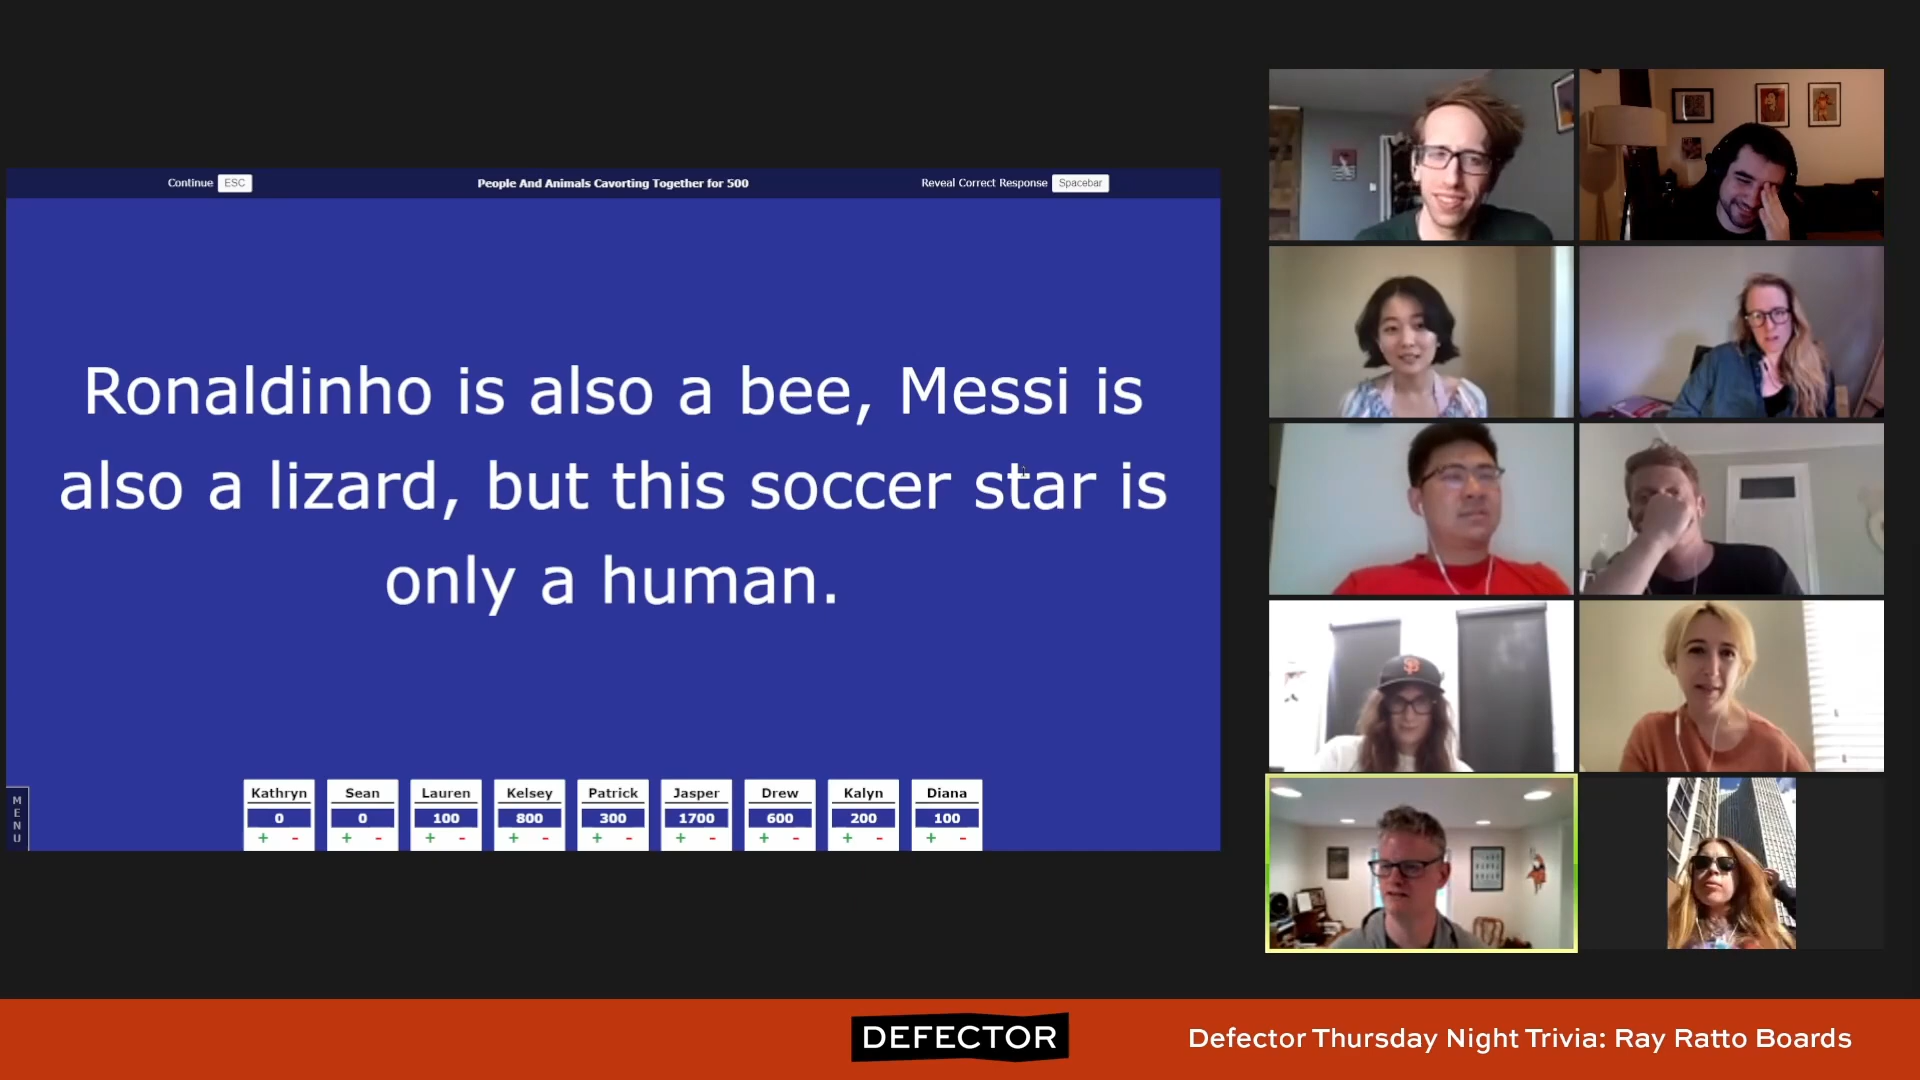 Continue ESC
People And Animals Cavorting Together for 500
Reveal Correct Response Spacebar
Ronaldinho is also a bee, Messi is
also a lizard, but this soccer star is
only a human.
MENU
Kathryn Sean Lauren Kelsey Patrick Jasper Drew Kalyn Diana
0 0 100 800 300 1700 600 200 100
+ - + - + - + - + - + - + - + - + -
SF
DEFECTOR
Defector Thursday Night Trivia: Ray Ratto Boards